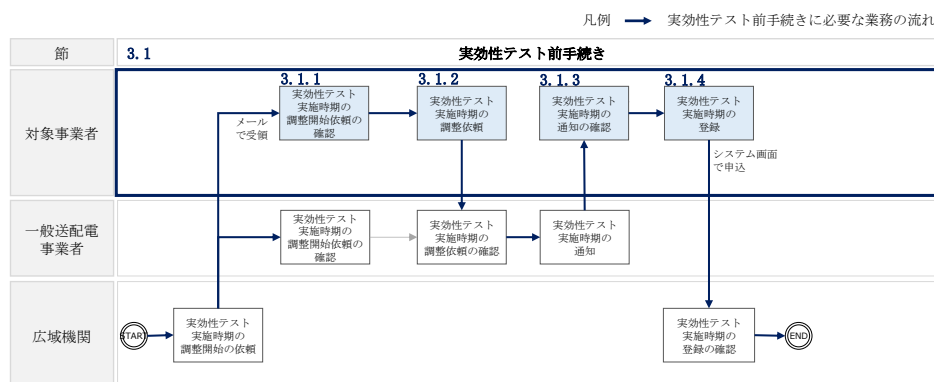 凡例 実効性テスト前手続きに必要な業務の流れ
節 3.1 実効性テスト前手続き
対象事業者
メール
で受領
3.1.1
実効性テスト
実施時期の
調整開始依頼の
確認
3.1.2
実効性テスト
実施時期の
調整依頼
3.1.3
実効性テスト
実施時期の
通知の確認
3.1.4
実効性テスト
実施時期の
登録
システム画面
で申込
一般送配電
事業者
実効性テスト
実施時期の
調整開始依頼の
確認
実効性テスト
実施時期の
調整依頼の確認
実効性テスト
実施時期の
通知
広域機関
START
実効性テスト
実施時期の
調整開始の依頼
実効性テスト
実施時期の
登録の確認
END